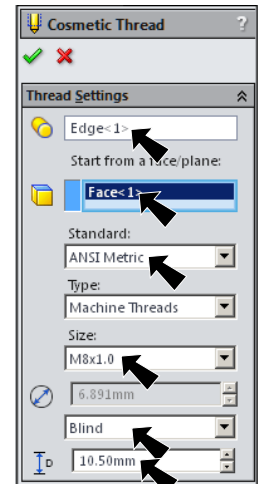 Cosmetic Thread ?
Thread Settings
Edge<1>
Start from a face/plane:
Face<1>
Standard:
ANSI Metric
Type:
Machine Threads
Size:
M8x1.0
6.891mm
Blind
D 10.50mm